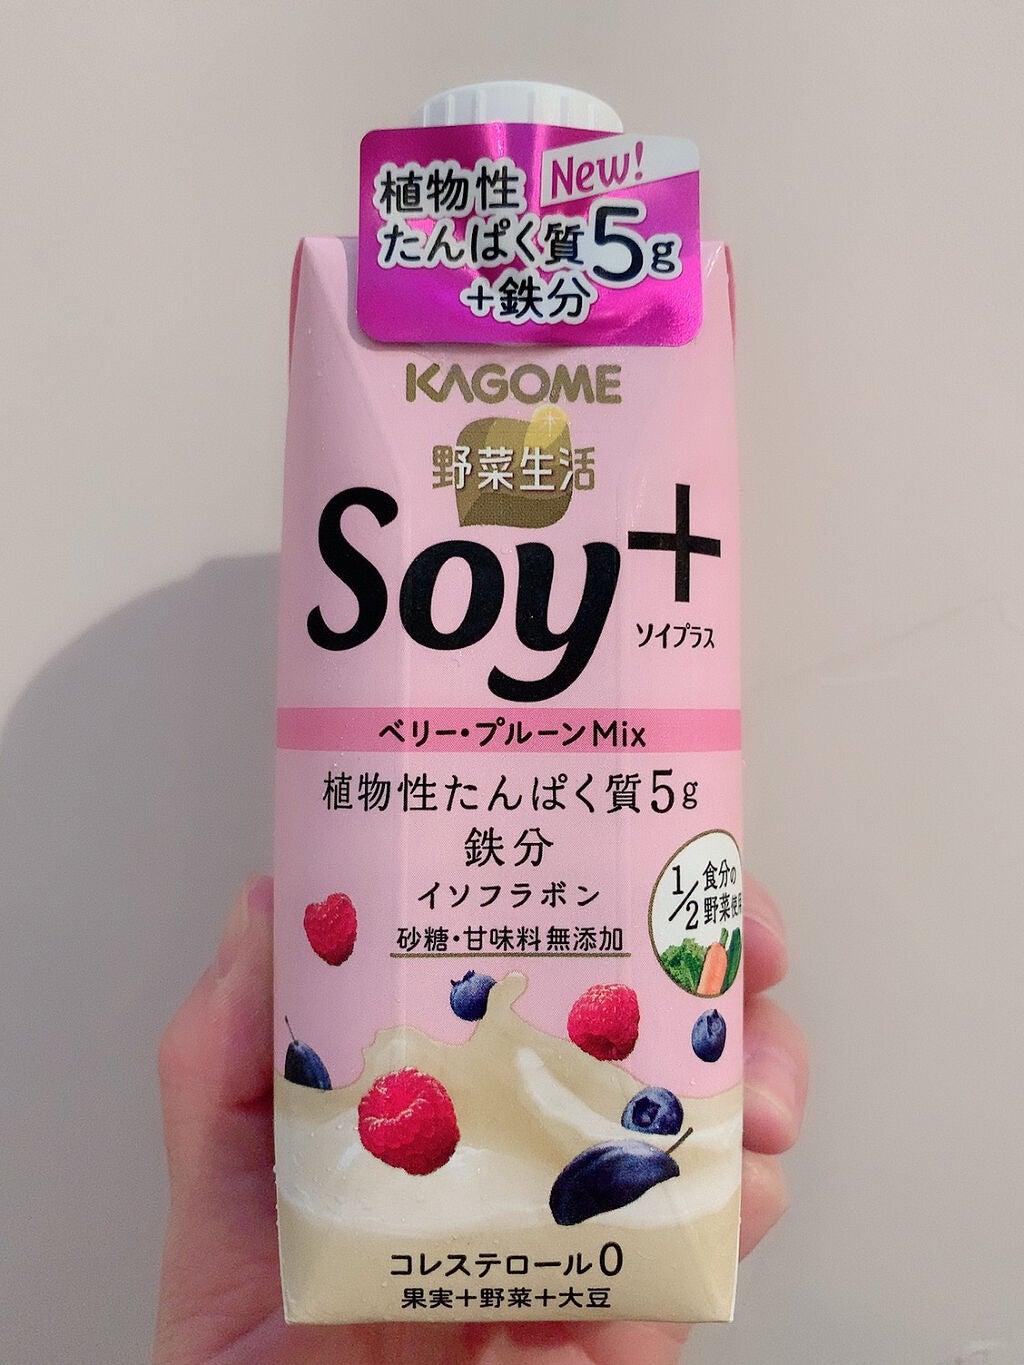 New!
植物性
たんぱく質5g
+鉄分
KAGOME
野菜生活
Soy+
ソイプラス
ベリー・プルーンMix
植物性たんぱく質5g
鉄分
イソフラボン
砂糖・甘味料無添加
1/2食分の
野菜使用
コレステロール0
果実+野菜+大豆